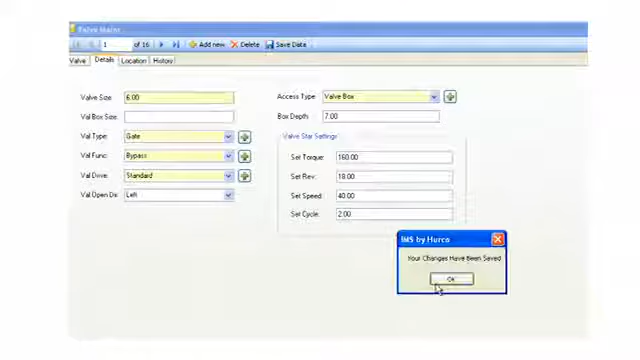 Valve Maint
1 of 16 Add new Delete Save Data
Valve Details Location History
Valve Size: 6.00
Val Box Size:
Val Type: Gate
Val Func: Bypass
Val Drive: Standard
Val Open Dir: Left
Access Type: Valve Box
Box Depth: 7.00
Valve Star Settings
Set Torque: 160.00
Set Rev: 18.00
Set Speed: 40.00
Set Cycle: 2.00
IMS by Hurco
Your Changes Have Been Saved
Ok